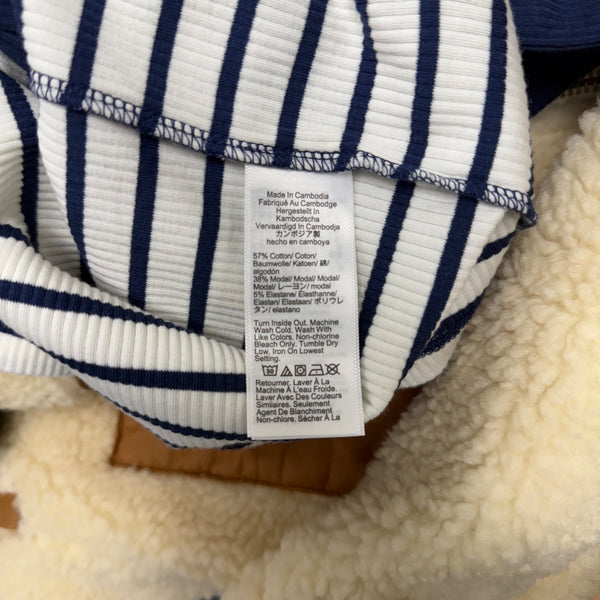 Made In Cambodia
Fabriqué Au Cambodge
Hergestellt In
Kambodscha
Vervaardigd In Cambodja
カンボジア製
hecho en camboya
57% Cotton/ Coton/
Baumwolle/ Katoen/ 綿/
algodón
38% Modal/ Modal/ Modal/
Modal/ レーヨン/ modal
5% Elastane/ Élasthanne/
Elastan/ Elastaan/ ポリウレ
タン/ elastano
Turn Inside Out. Machine
Wash Cold. Wash With
Like Colors. Non-chlorine
Bleach Only. Tumble Dry
Low. Iron On Lowest
Setting.
Retourner. Laver À La
Machine À L'eau Froide.
Laver Avec Des Couleurs
Similaires. Seulement
Agent De Blanchiment
Non-chlore. Sécher À La